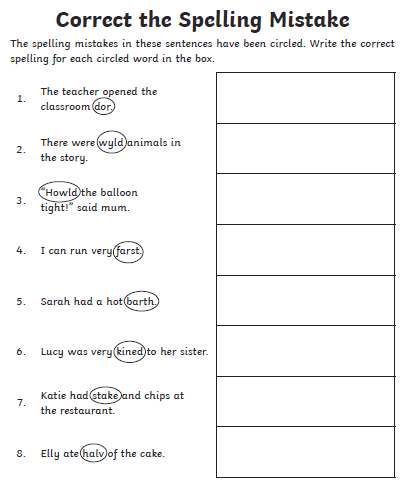 Correct the Spelling Mistake
The spelling mistakes in these sentences have been circled. Write the correct
spelling for each circled word in the box.
1. The teacher opened the
classroom dor.
2. There were wyld animals in
the story.
3. "Howld the balloon
tight!" said mum.
4. I can run very farst.
5. Sarah had a hot barth.
6. Lucy was very kined to her sister.
7. Katie had stake and chips at
the restaurant.
8. Elly ate halv of the cake.